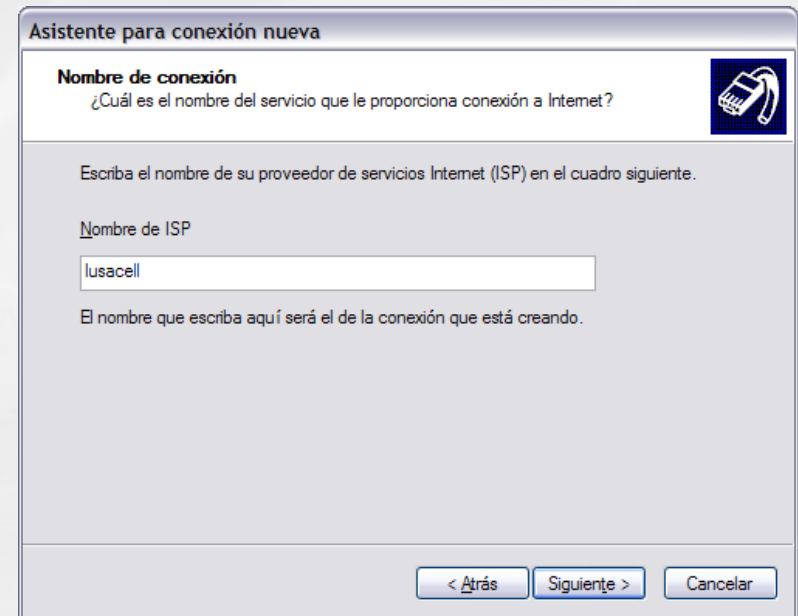 Asistente para conexión nueva
Nombre de conexión
¿Cuál es el nombre del servicio que le proporciona conexión a Internet?
Escriba el nombre de su proveedor de servicios Internet (ISP) en el cuadro siguiente.
Nombre de ISP
Iusacell
El nombre que escriba aquí será el de la conexión que está creando.
< Atrás
Siguiente >
Cancelar